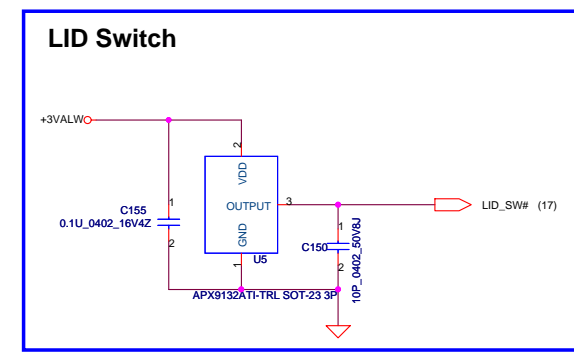 LID Switch
+3VALW
2
VDD
1
C155
0.1U_0402_16V4Z
2
OUTPUT
3
LID_SW# (17)
GND
1
U5
1
C150
2
10P_0402_50V8J
APX9132ATI-TRL SOT-23 3P